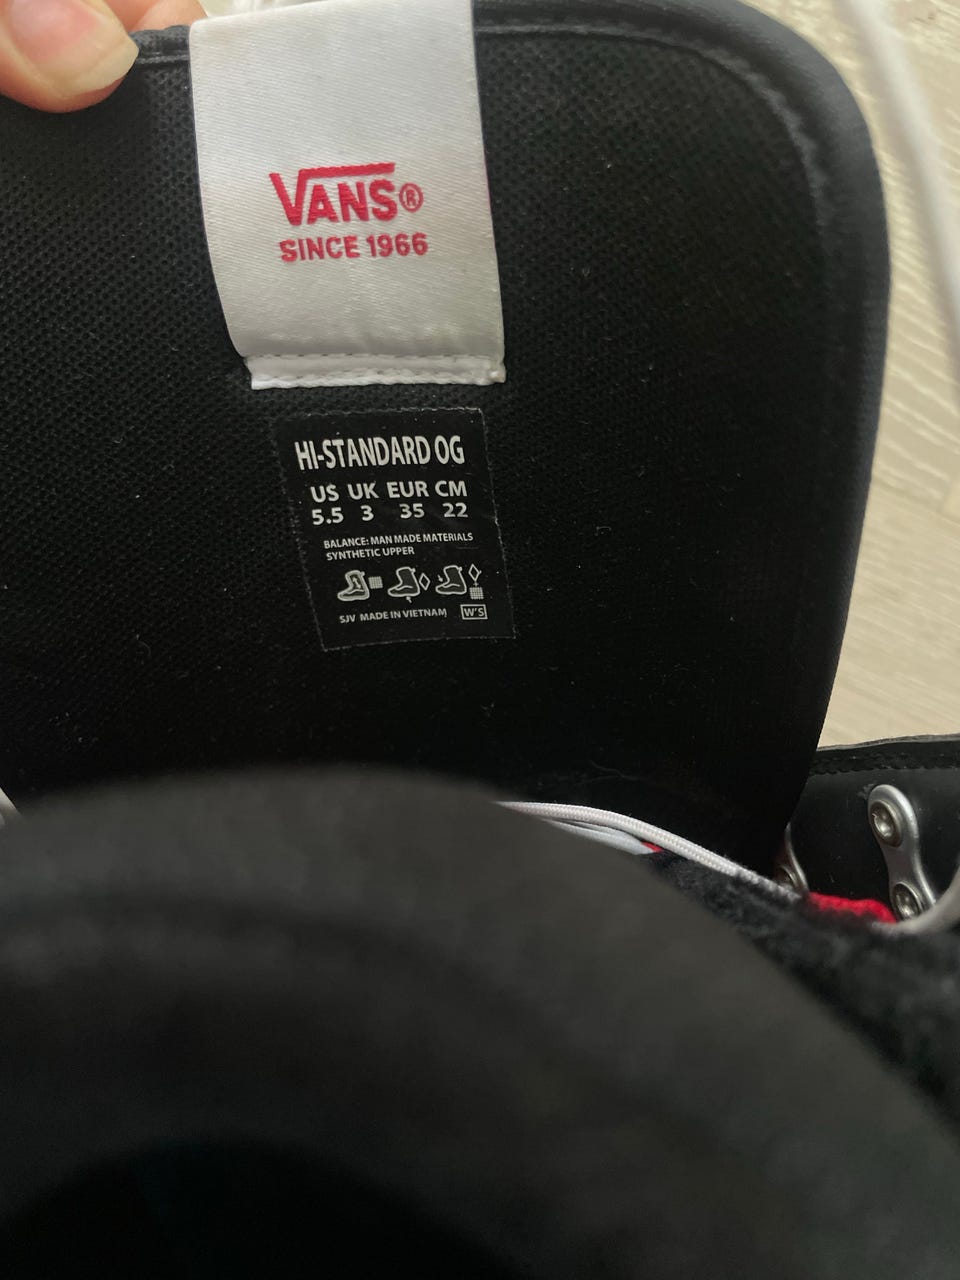 VANS®
SINCE 1966
HI-STANDARD OG
US UK EUR CM
5.5 3 35 22
BALANCE: MAN MADE MATERIALS
SYNTHETIC UPPER
SJV MADE IN VIETNAM W'S